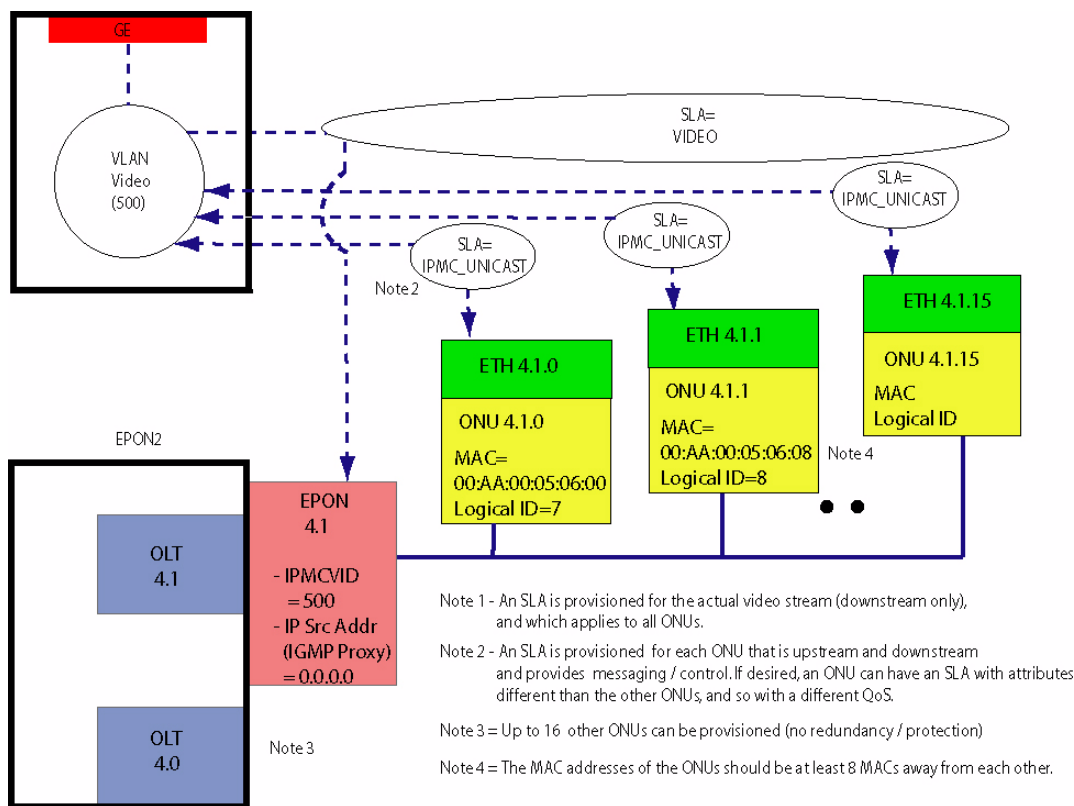 GE
SLA=
VIDEO
VLAN
Video
(500)
SLA=
IPMC_UNICAST
SLA=
IPMC_UNICAST
SLA=
IPMC_UNICAST
Note 2
ETH 4.1.0
ONU 4.1.0
MAC=
00:AA:00:05:06:00
Logical ID=7
ETH 4.1.1
ONU 4.1.1
MAC=
00:AA:00:05:06:08
Logical ID=8
Note 4
ETH 4.1.15
ONU 4.1.15
MAC
Logical ID
EPON2
OLT
4.1
EPON
4.1
- IPMCVID
= 500
- IP Src Addr
(IGMP Proxy)
= 0.0.0.0
OLT
4.0
Note 3
Note 1 - An SLA is provisioned for the actual video stream (downstream only),
and which applies to all ONUs.
Note 2 - An SLA is provisioned for each ONU that is upstream and downstream
and provides messaging / control. If desired, an ONU can have an SLA with attributes
different than the other ONUs, and so with a different QoS.
Note 3 = Up to 16 other ONUs can be provisioned (no redundancy / protection)
Note 4 = The MAC addresses of the ONUs should be at least 8 MACs away from each other.